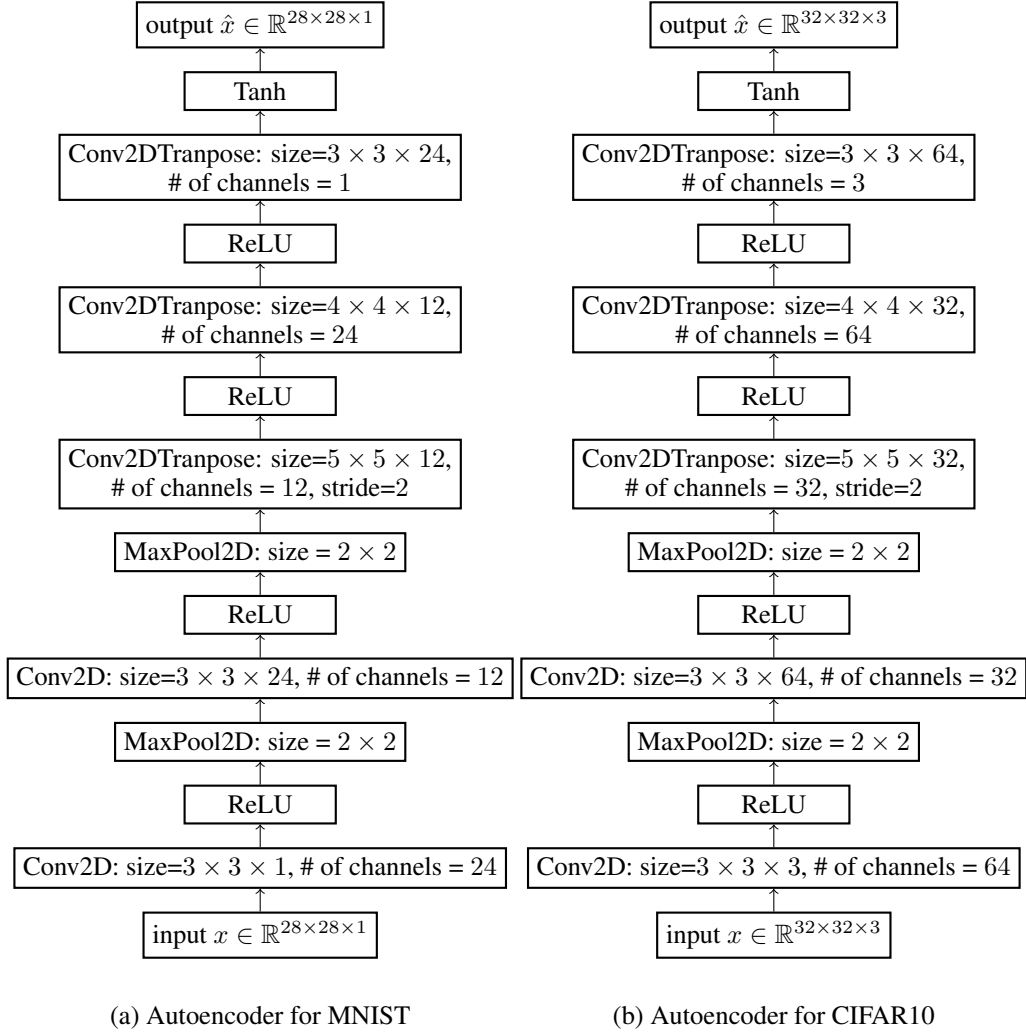 output x̂ ∈ ℝ^{28×28×1}
Tanh
Conv2DTranpose: size=3 × 3 × 24,
# of channels = 1
ReLU
Conv2DTranpose: size=4 × 4 × 12,
# of channels = 24
ReLU
Conv2DTranpose: size=5 × 5 × 12,
# of channels = 12, stride=2
MaxPool2D: size = 2 × 2
ReLU
Conv2D: size=3 × 3 × 24, # of channels = 12
MaxPool2D: size = 2 × 2
ReLU
Conv2D: size=3 × 3 × 1, # of channels = 24
input x ∈ ℝ^{28×28×1}
(a) Autoencoder for MNIST
output x̂ ∈ ℝ^{32×32×3}
Tanh
Conv2DTranpose: size=3 × 3 × 64,
# of channels = 3
ReLU
Conv2DTranpose: size=4 × 4 × 32,
# of channels = 64
ReLU
Conv2DTranpose: size=5 × 5 × 32,
# of channels = 32, stride=2
MaxPool2D: size = 2 × 2
ReLU
Conv2D: size=3 × 3 × 64, # of channels = 32
MaxPool2D: size = 2 × 2
ReLU
Conv2D: size=3 × 3 × 3, # of channels = 64
input x ∈ ℝ^{32×32×3}
(b) Autoencoder for CIFAR10